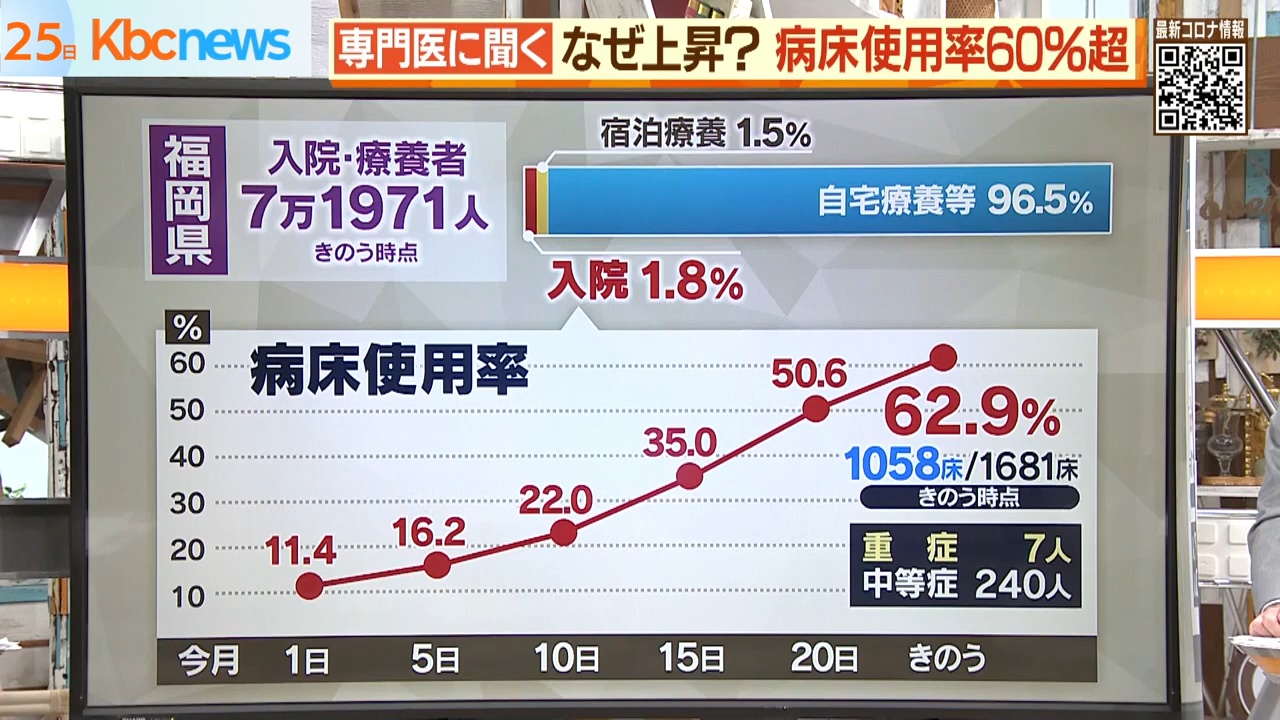 25日 Kbcnews
専門医に聞く なぜ上昇? 病床使用率60%超
最新コロナ情報
福岡県
入院・療養者
7万1971人
きのう時点
宿泊療養 1.5%
自宅療養等 96.5%
入院 1.8%
%
病床使用率
60
50
40
30
20
10
11.4
16.2
22.0
35.0
50.6
62.9%
1058床/1681床
きのう時点
重症 7人
中等症 240人
今月 1日 5日 10日 15日 20日 きのう